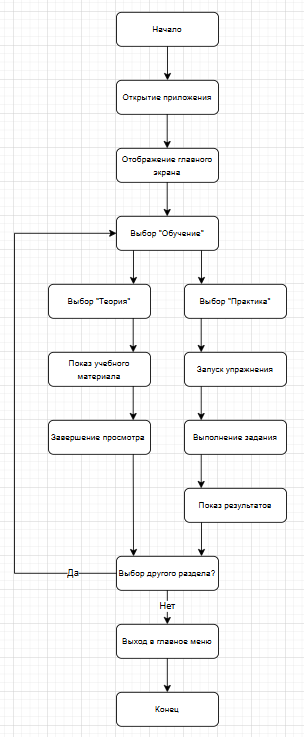 Начало
Открытие приложения
Отображение главного
экрана
Выбор "Обучение"
Выбор "Теория"
Выбор "Практика"
Показ учебного
материала
Запуск упражнения
Завершение просмотра
Выполнение задания
Показ результатов
Да
Выбор другого раздела?
Нет
Выход в главное меню
Конец